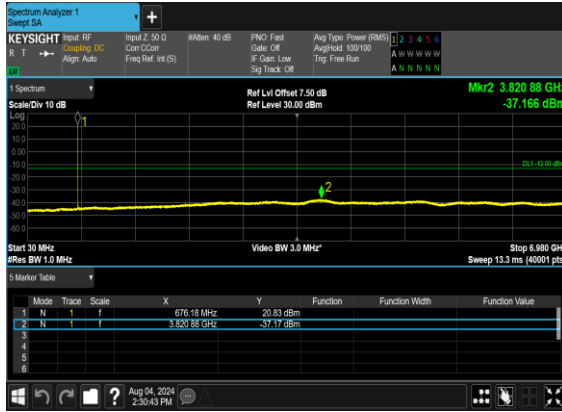 Spectrum Analyzer 1
Swept SA
+
KEYSIGHT Input: RF Input Z: 50 Ω #Atten: 40 dB PNO: Fast Avg Type: Power (RMS) 1 2 3 4 5 6
R T Coupling: DC Corr CCorr Gate: Off Avg|Hold: 100/100 A W W W W W
Align: Auto Freq Ref: Int (S) IF Gain: Low Trig: Free Run
LU Sig Track: Off A N N N N N
1 Spectrum Ref Lvl Offset 7.50 dB Mkr2 3.820 88 GHz
Scale/Div 10 dB Ref Level 30.00 dBm -37.166 dBm
Log
20.0 1
10.0
0.00
-10.0 DL1 -13.00 dBm
-20.0
-30.0 2
-40.0
-50.0
-60.0
Start 30 MHz Video BW 3.0 MHz* Stop 6.980 GHz
#Res BW 1.0 MHz Sweep 13.3 ms (40001 pts)
5 Marker Table
Mode Trace Scale X Y Function Function Width Function Value
1 N 1 f 676.18 MHz 20.83 dBm
2 N 1 f 3.820 88 GHz -37.17 dBm
3
4
5
6
? Aug 04, 2024
2:30:43 PM